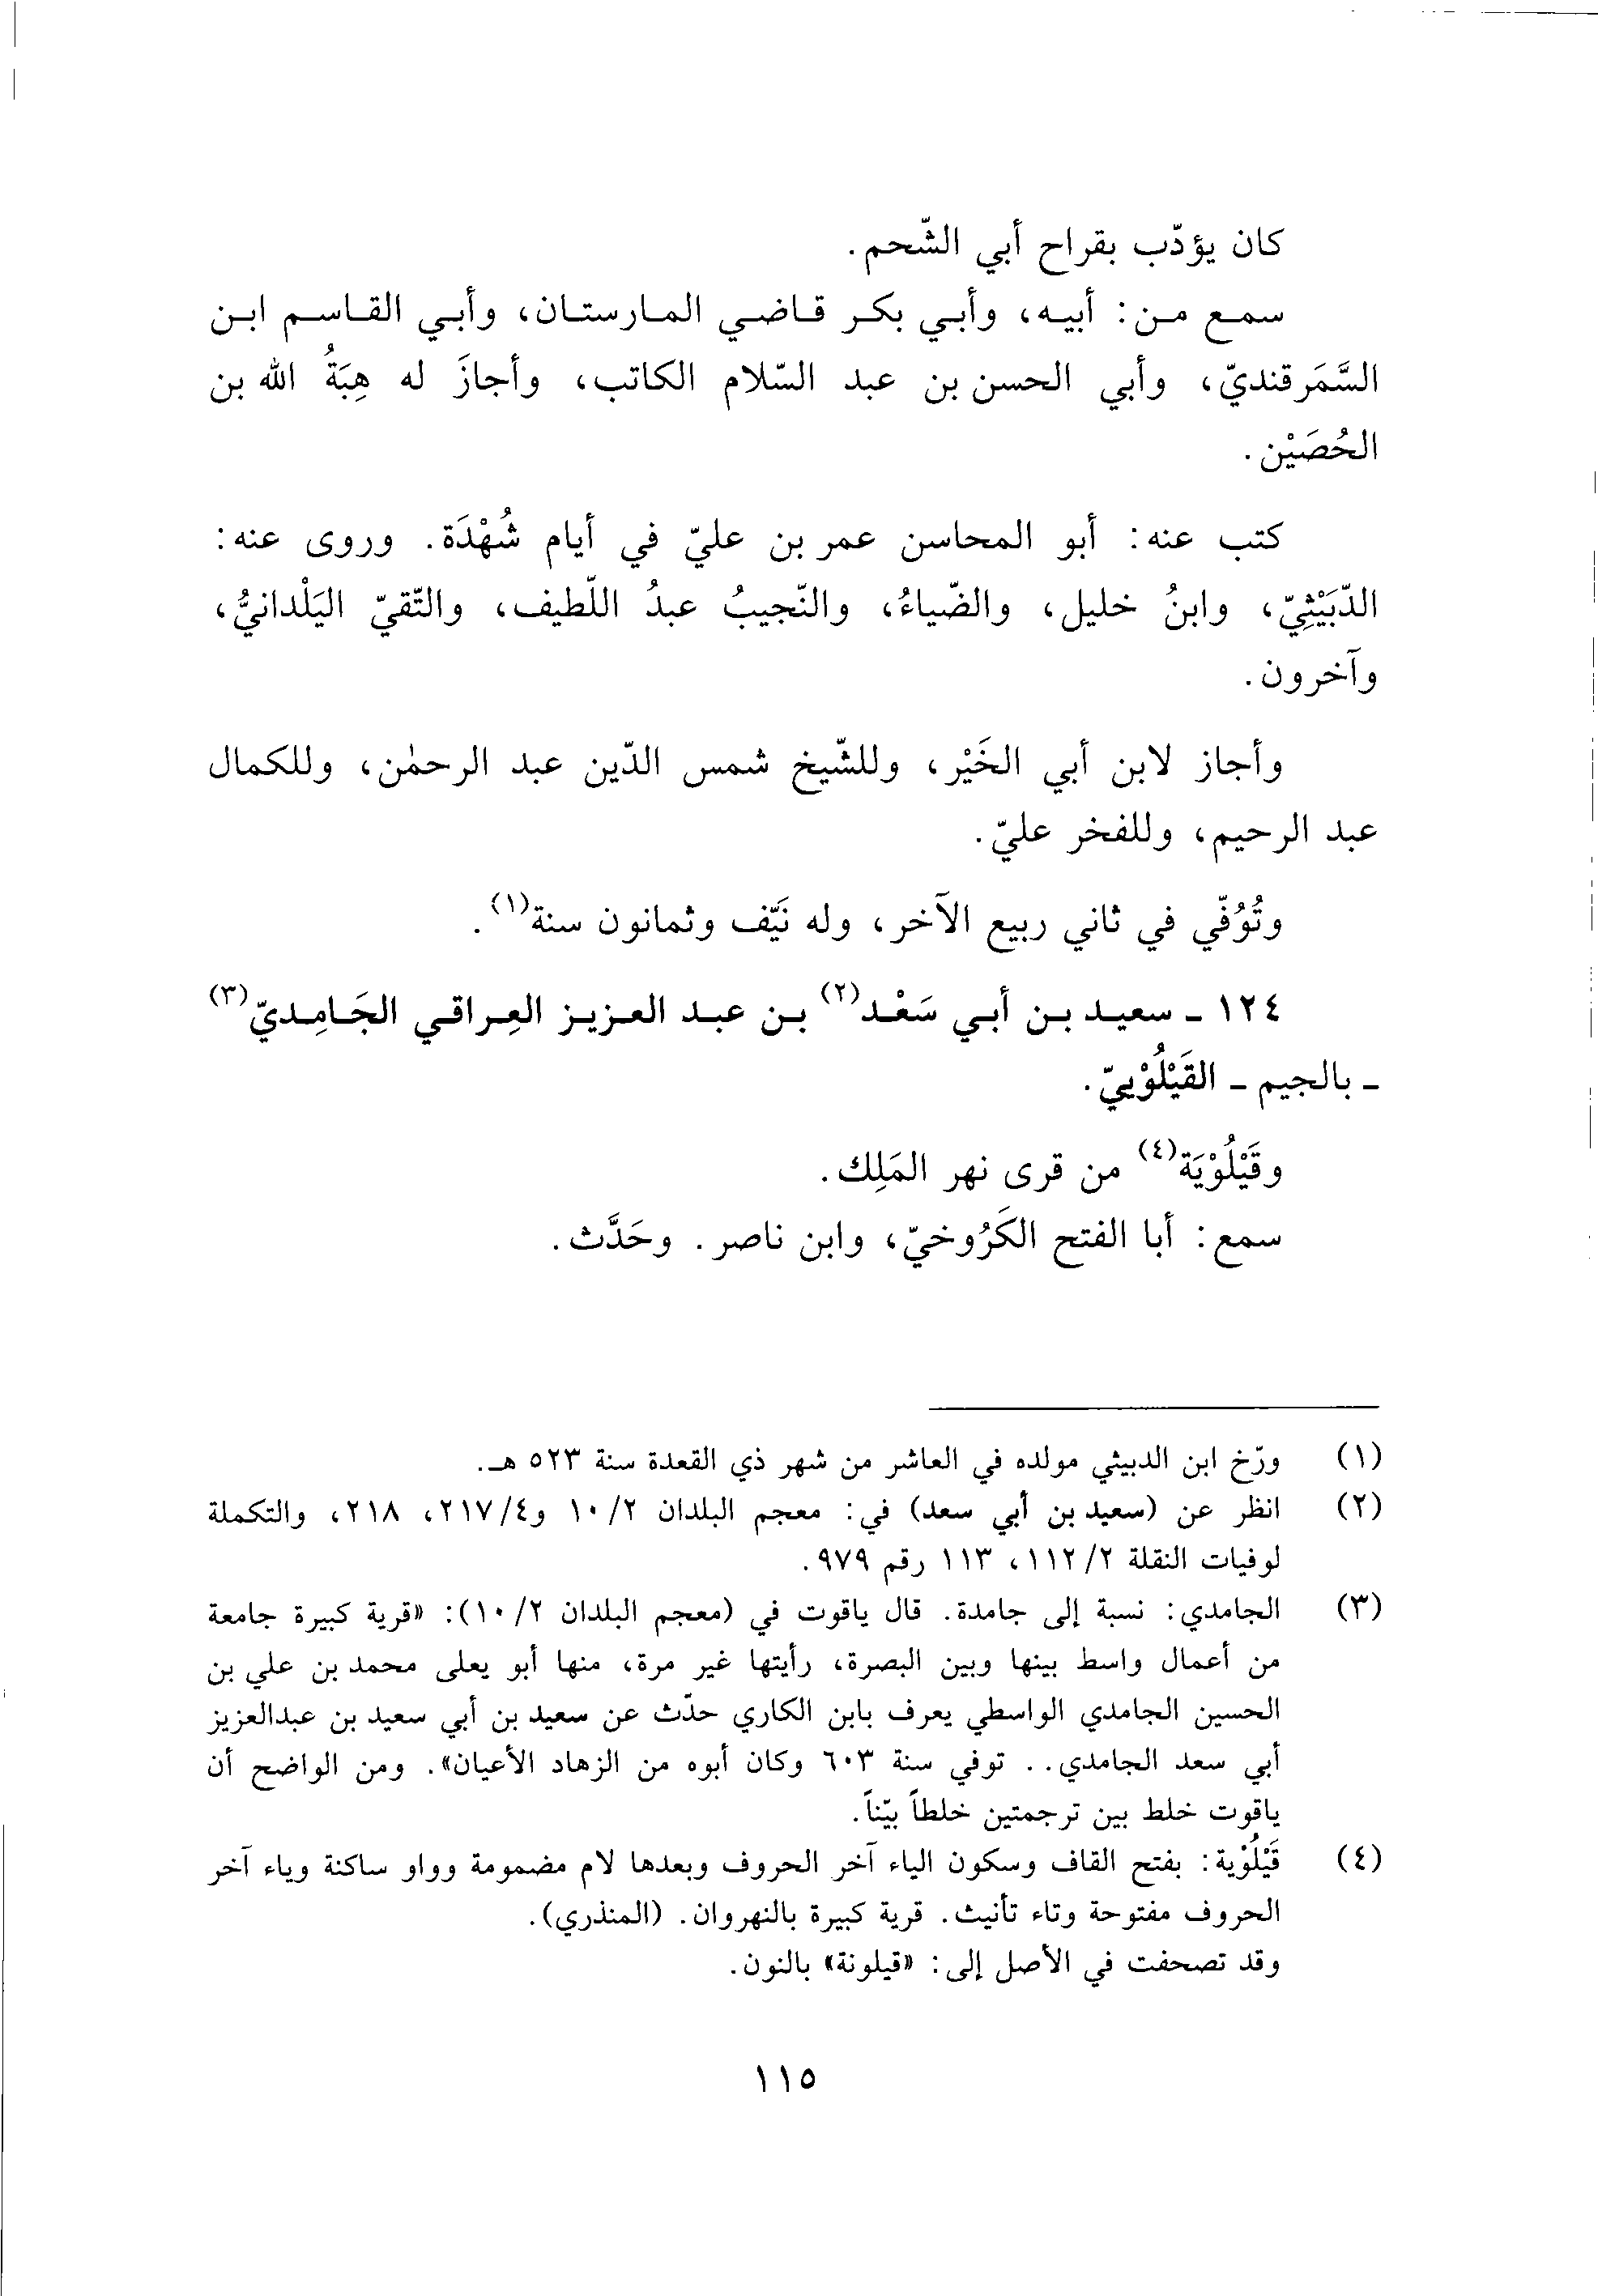 كان يؤدّب بقراح أبي الشّحم.
سمع من: أبيه، وأبي بكر قاضي المارستان، وأبي القاسم ابن
السَّمَرقنديّ، وأبي الحسن بن عبد السّلام الكاتب، وأجازَ له هِبَةُ الله بن
الحُصَيْن.
كتب عنه: أبو المحاسن عمر بن عليّ في أيام شُهْدَة. وروى عنه:
الدّبَيْثِيّ، وابنُ خليل، والضّياءُ، والنّجيبُ عبدُ اللّطيف، والتّقيّ اليَلْدانيُّ،
وآخرون.
وأجاز لابن أبي الخَيْر، وللشّيخ شمس الدّين عبد الرحمٰن، وللكمال
عبد الرحيم، وللفخر عليّ.
وتُوُفّي في ثاني ربيع الآخر، وله نَيّف وثمانون سنة(١).
١٢٤ ـ سعيد بن أبي سَعْد(٢) بن عبد العزيز العِراقي الجَامِديّ(٣)
ـ بالجيم ـ القَيْلُوْييّ.
وقَيْلُوْيَة(٤) من قرى نهر المَلِك.
سمع: أبا الفتح الكَرُوخيّ، وابن ناصر. وحَدَّث.
(١) ورّخ ابن الدبيثي مولده في العاشر من شهر ذي القعدة سنة ٥٢٣ هـ.
(٢) انظر عن (سعيد بن أبي سعد) في: معجم البلدان ١٠/٢ و٢١٧/٤، ٢١٨، والتكملة
لوفيات النقلة ١١٢/٢، ١١٣ رقم ٩٧٩.
(٣) الجامدي: نسبة إلى جامدة. قال ياقوت في (معجم البلدان ١٠/٢): «قرية كبيرة جامعة
من أعمال واسط بينها وبين البصرة، رأيتها غير مرة، منها أبو يعلى محمد بن علي بن
الحسين الجامدي الواسطي يعرف بابن الكاري حدّث عن سعيد بن أبي سعيد بن عبدالعزيز
أبي سعد الجامدي.. توفي سنة ٦٠٣ وكان أبوه من الزهاد الأعيان». ومن الواضح أن
ياقوت خلط بين ترجمتين خلطاً بيّناً.
(٤) قَيْلُوْية: بفتح القاف وسكون الياء آخر الحروف وبعدها لام مضمومة وواو ساكنة وياء آخر
الحروف مفتوحة وتاء تأنيث. قرية كبيرة بالنهروان. (المنذري).
وقد تصحفت في الأصل إلى: «قيلونة» بالنون.
١١٥